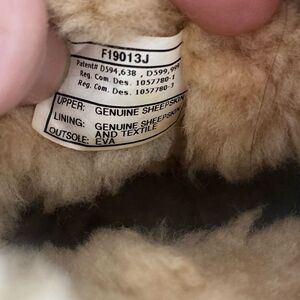 F19013J
Patent# D594,638 , D599,999
Reg. Com. Des. 1057780-1
Reg. Com. Des. 1057780-3
UPPER: GENUINE SHEEPSKIN
LINING: GENUINE SHEEPSKIN
AND TEXTILE
OUTSOLE: EVA